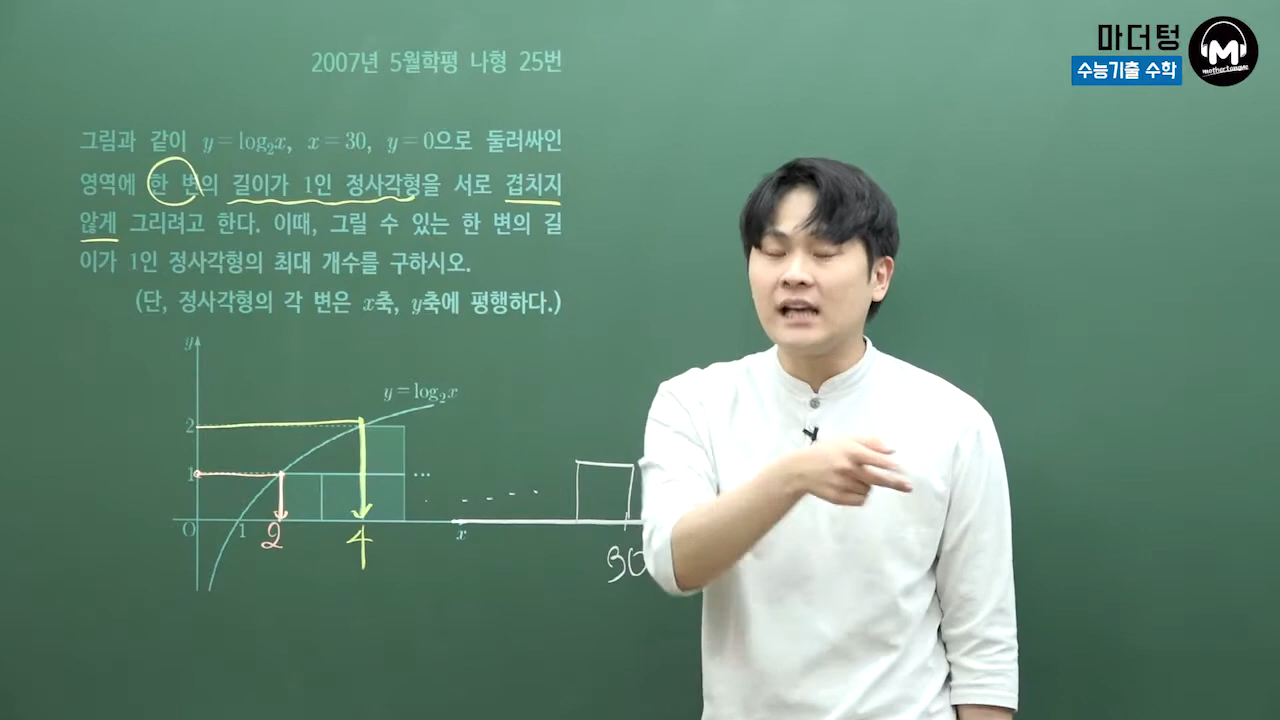 마더텅
수능기출 수학
M
mothertongue
2007년 5월학평 나형 25번
그림과 같이 y=log₂x, x=30, y=0으로 둘러싸인
영역에 한 변의 길이가 1인 정사각형을 서로 겹치지
않게 그리려고 한다. 이때, 그릴 수 있는 한 변의 길
이가 1인 정사각형의 최대 개수를 구하시오.
(단, 정사각형의 각 변은 x축, y축에 평행하다.)
y
y=log₂x
2
1
...
O
1
2
4
x
30